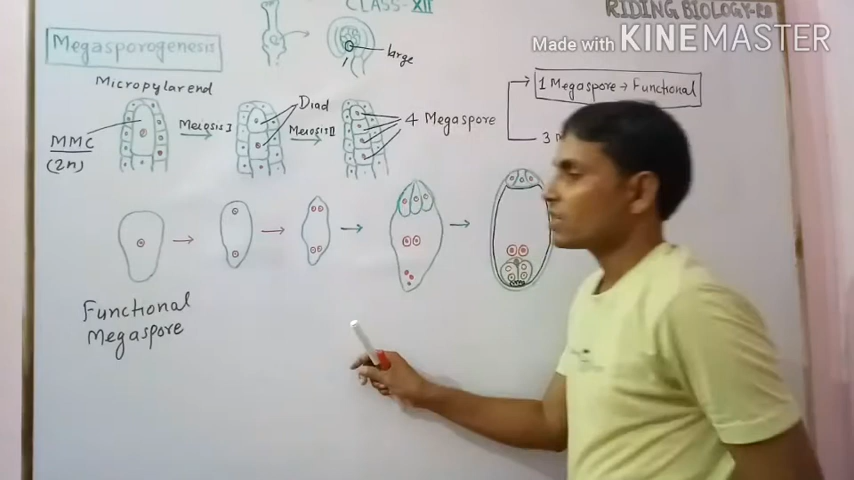 CLASS-XII
RIDING BIOLOGY-RB
Made with KINEMASTER
Megasporogenesis
large
Micropylar end
1 Megaspore → Functional
Diad
MMC
(2n)
Meiosis I
Meiosis II
4 Megaspore
3
Functional
Megaspore